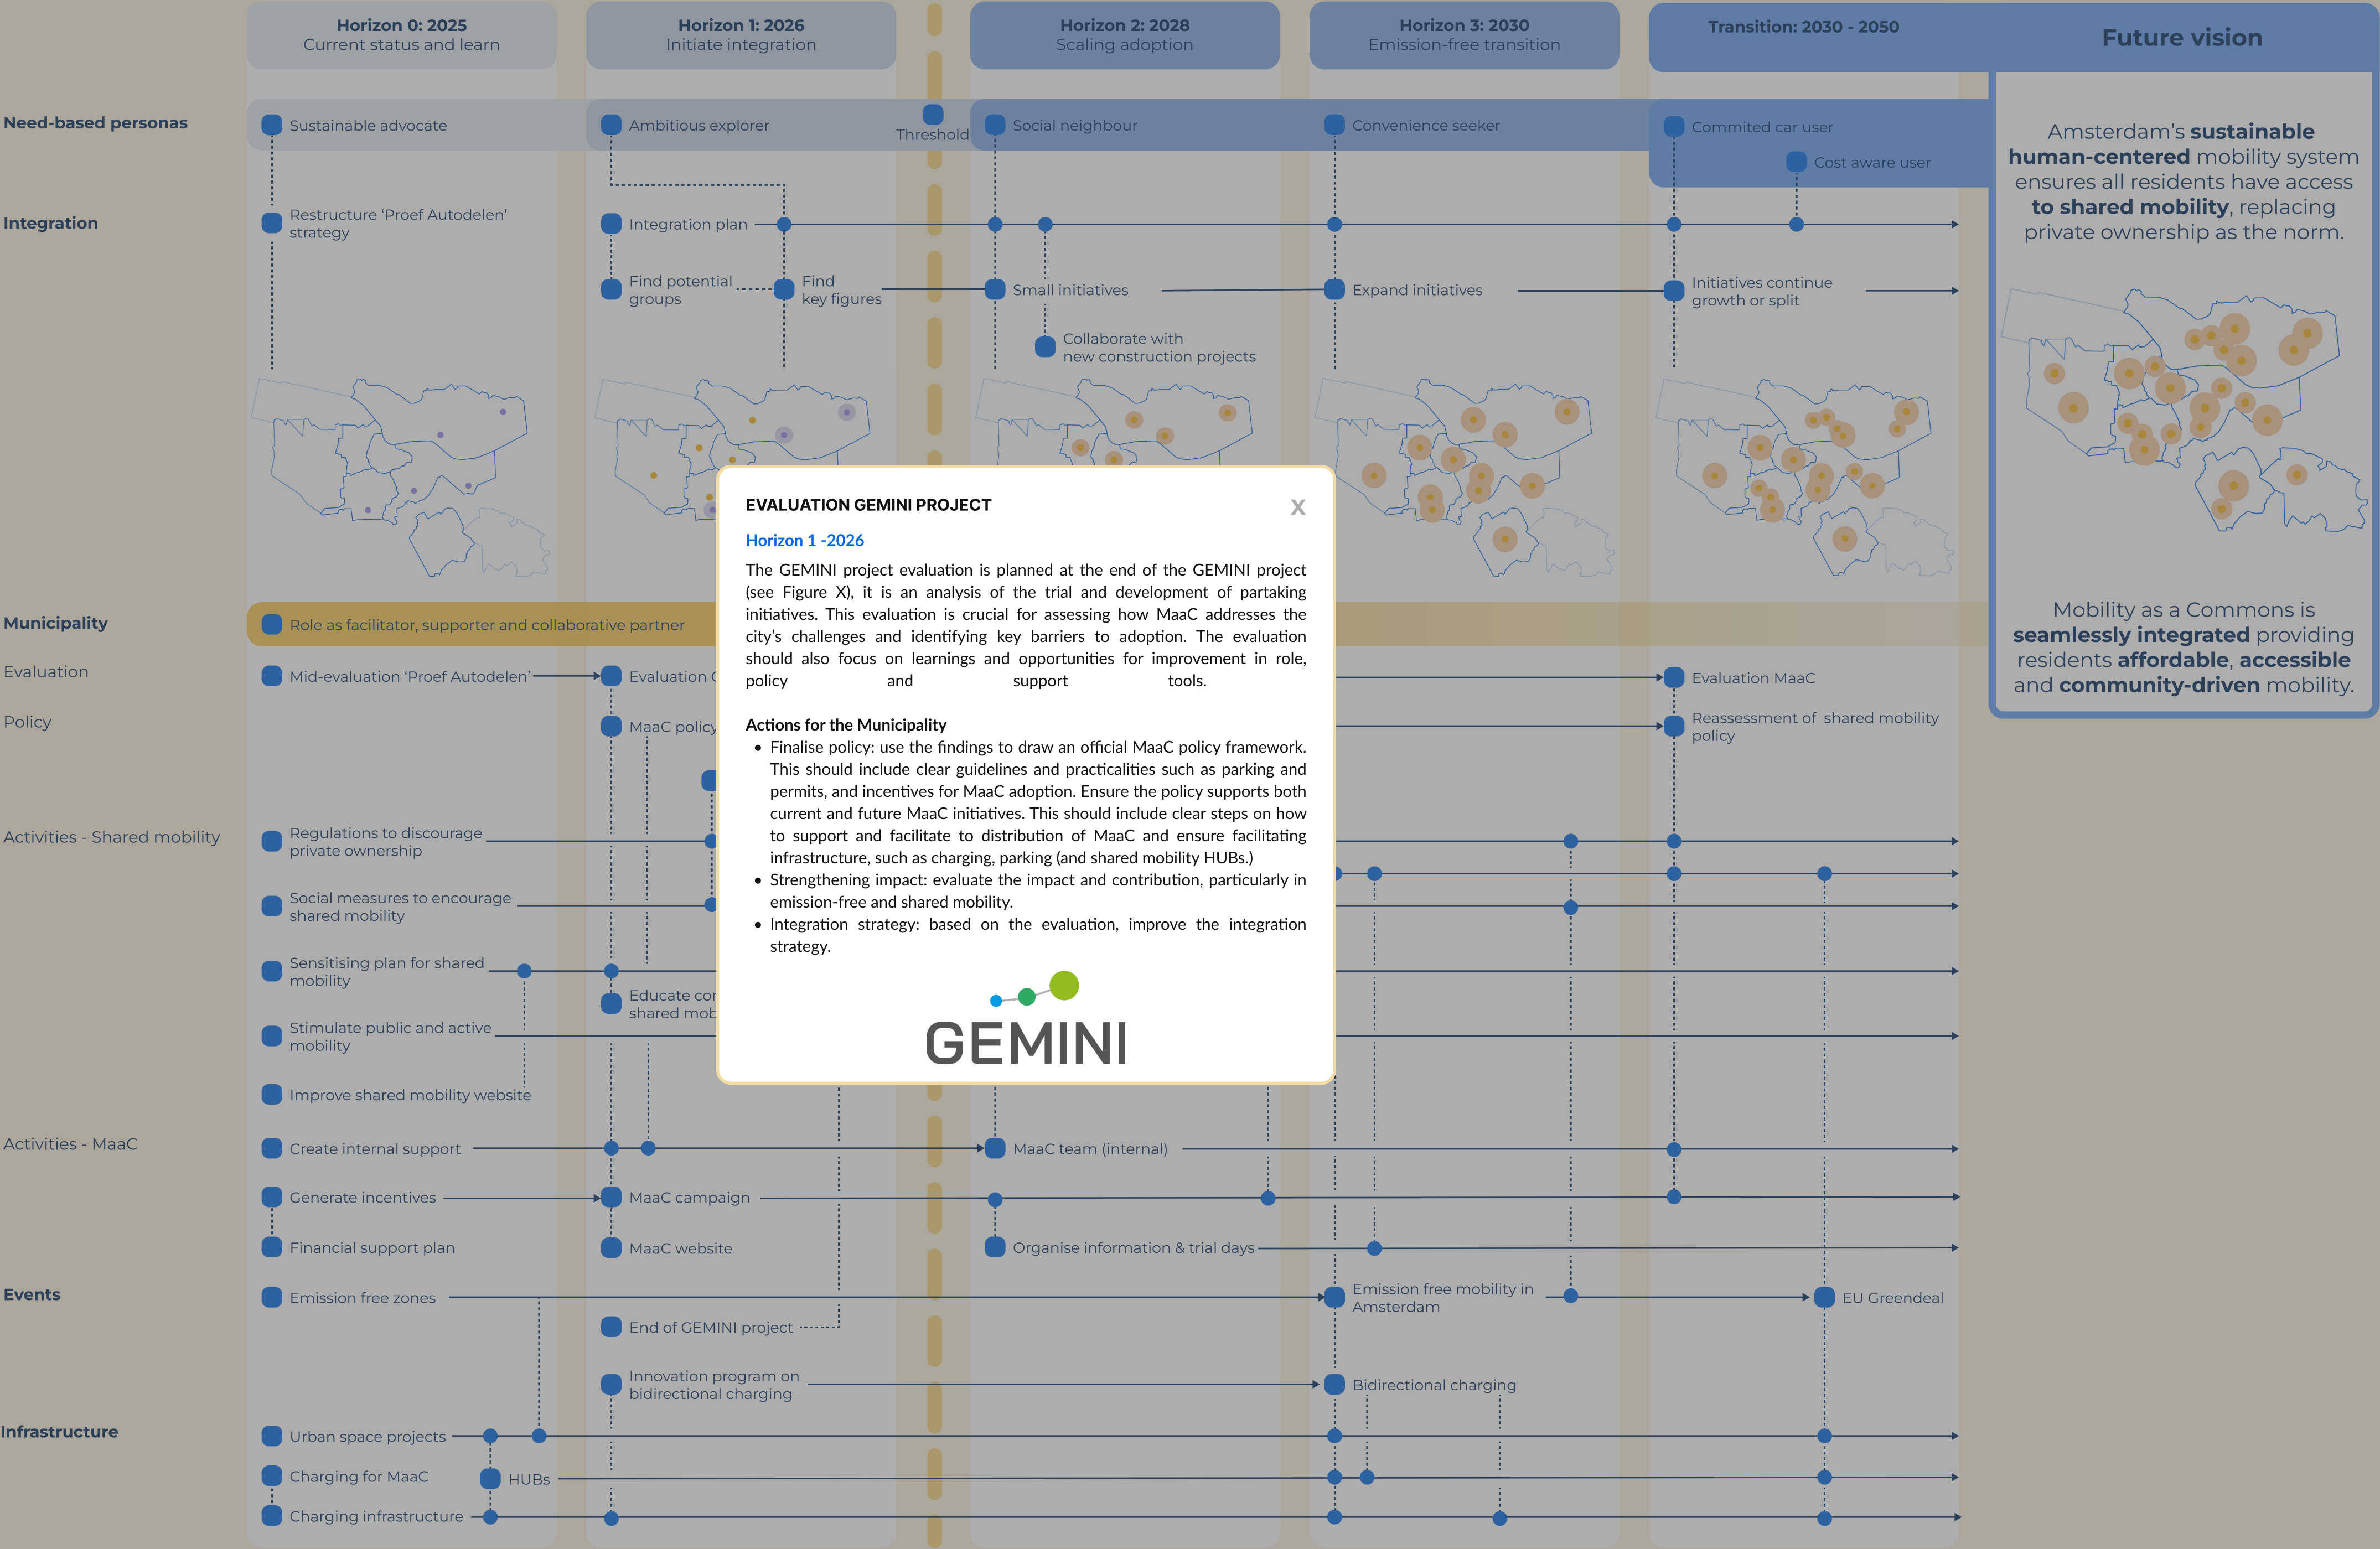 Horizon 0: 2025
Current status and learn
Horizon 1: 2026
Initiate integration
Horizon 2: 2028
Scaling adoption
Horizon 3: 2030
Emission-free transition
Transition: 2030 - 2050
Future vision
Need-based personas
Sustainable advocate
Ambitious explorer
Threshold
Social neighbour
Convenience seeker
Commited car user
Cost aware user
Amsterdam's sustainable
human-centered mobility system
ensures all residents have access
to shared mobility, replacing
private ownership as the norm.
Integration
Restructure ‘Proef Autodelen’
strategy
Integration plan
Find potential
groups
Find
key figures
Small initiatives
Expand initiatives
Initiatives continue
growth or split
Collaborate with
new construction projects
EVALUATION GEMINI PROJECT
X
Horizon 1 -2026
The GEMINI project evaluation is planned at the end of the GEMINI project
(see Figure X), it is an analysis of the trial and development of partaking
initiatives. This evaluation is crucial for assessing how MaaC addresses the
city’s challenges and identifying key barriers to adoption. The evaluation
should also focus on learnings and opportunities for improvement in role,
policy and support tools.
Actions for the Municipality
• Finalise policy: use the findings to draw an official MaaC policy framework.
This should include clear guidelines and practicalities such as parking and
permits, and incentives for MaaC adoption. Ensure the policy supports both
current and future MaaC initiatives. This should include clear steps on how
to support and facilitate to distribution of MaaC and ensure facilitating
infrastructure, such as charging, parking (and shared mobility HUBs.)
• Strengthening impact: evaluate the impact and contribution, particularly in
emission-free and shared mobility.
• Integration strategy: based on the evaluation, improve the integration
strategy.
GEMINI
Mobility as a Commons is
seamlessly integrated providing
residents affordable, accessible
and community-driven mobility.
Municipality
Role as facilitator, supporter and collaborative partner
Evaluation
Mid-evaluation ‘Proef Autodelen’
Evaluation
Evaluation MaaC
Policy
MaaC policy
Reassessment of shared mobility
policy
Activities - Shared mobility
Regulations to discourage
private ownership
Social measures to encourage
shared mobility
Sensitising plan for shared
mobility
Educate
shared
Stimulate public and active
mobility
Improve shared mobility website
Activities - MaaC
Create internal support
MaaC team (internal)
Generate incentives
MaaC campaign
Financial support plan
MaaC website
Organise information & trial days
Events
Emission free zones
Emission free mobility in
Amsterdam
EU Greendeal
End of GEMINI project
Innovation program on
bidirectional charging
Bidirectional charging
Infrastructure
Urban space projects
Charging for MaaC
HUBs
Charging infrastructure